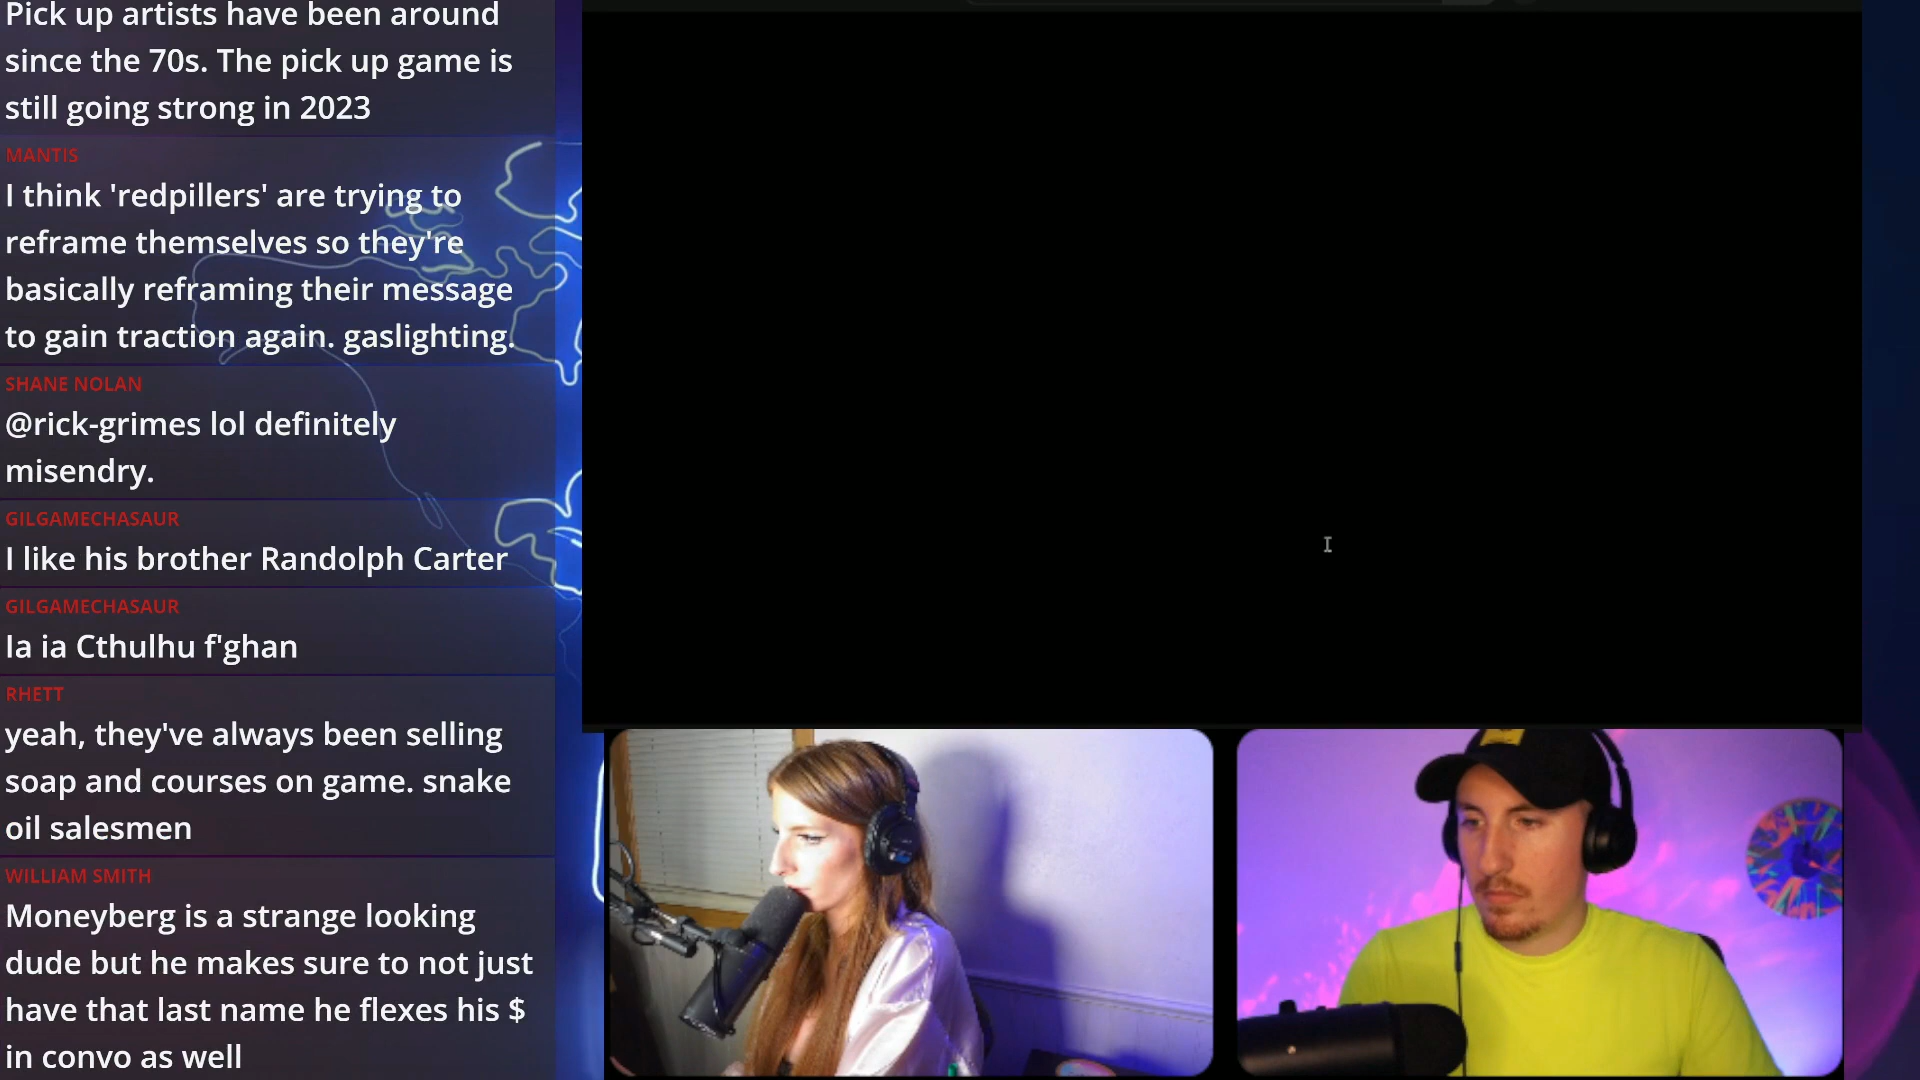 Pick up artists have been around
since the 70s. The pick up game is
still going strong in 2023
MANTIS
I think 'redpillers' are trying to
reframe themselves so they're
basically reframing their message
to gain traction again. gaslighting.
SHANE NOLAN
@rick-grimes lol definitely
misendry.
GILGAMECHASAUR
I like his brother Randolph Carter
GILGAMECHASAUR
Ia ia Cthulhu f'ghan
RHETT
yeah, they've always been selling
soap and courses on game. snake
oil salesmen
WILLIAM SMITH
Moneyberg is a strange looking
dude but he makes sure to not just
have that last name he flexes his $
in convo as well